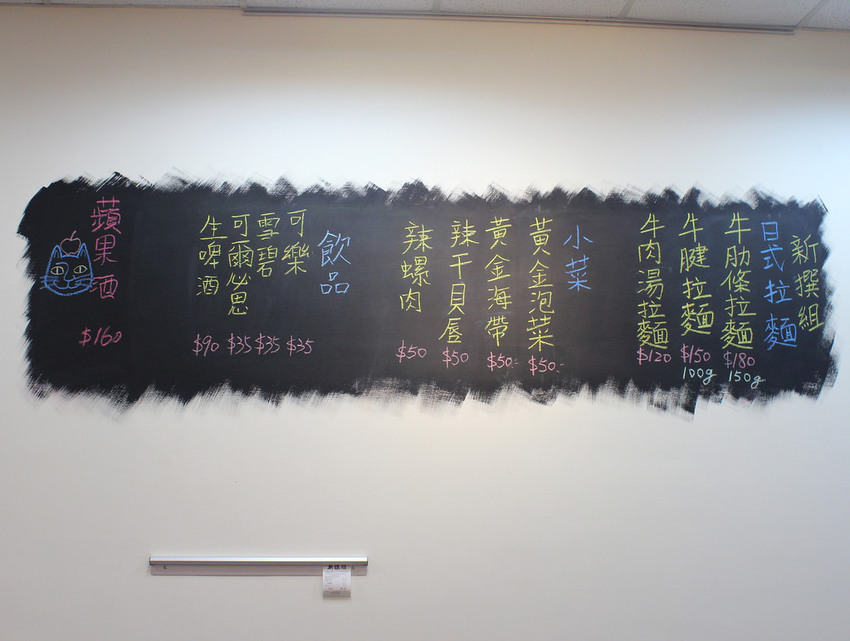 新撰組
日式拉麵
牛肋條拉麵
$180
150g
牛腱拉麵
$150
100g
牛肉湯拉麵
$120
小菜
黃金泡菜
$50.-
黃金海帶
$50.-
辣干貝唇
$50
辣螺肉
$50
飲品
可樂
$35
雪碧
$35
可爾必思
$35
生啤酒
$90
蘋果酒
$160